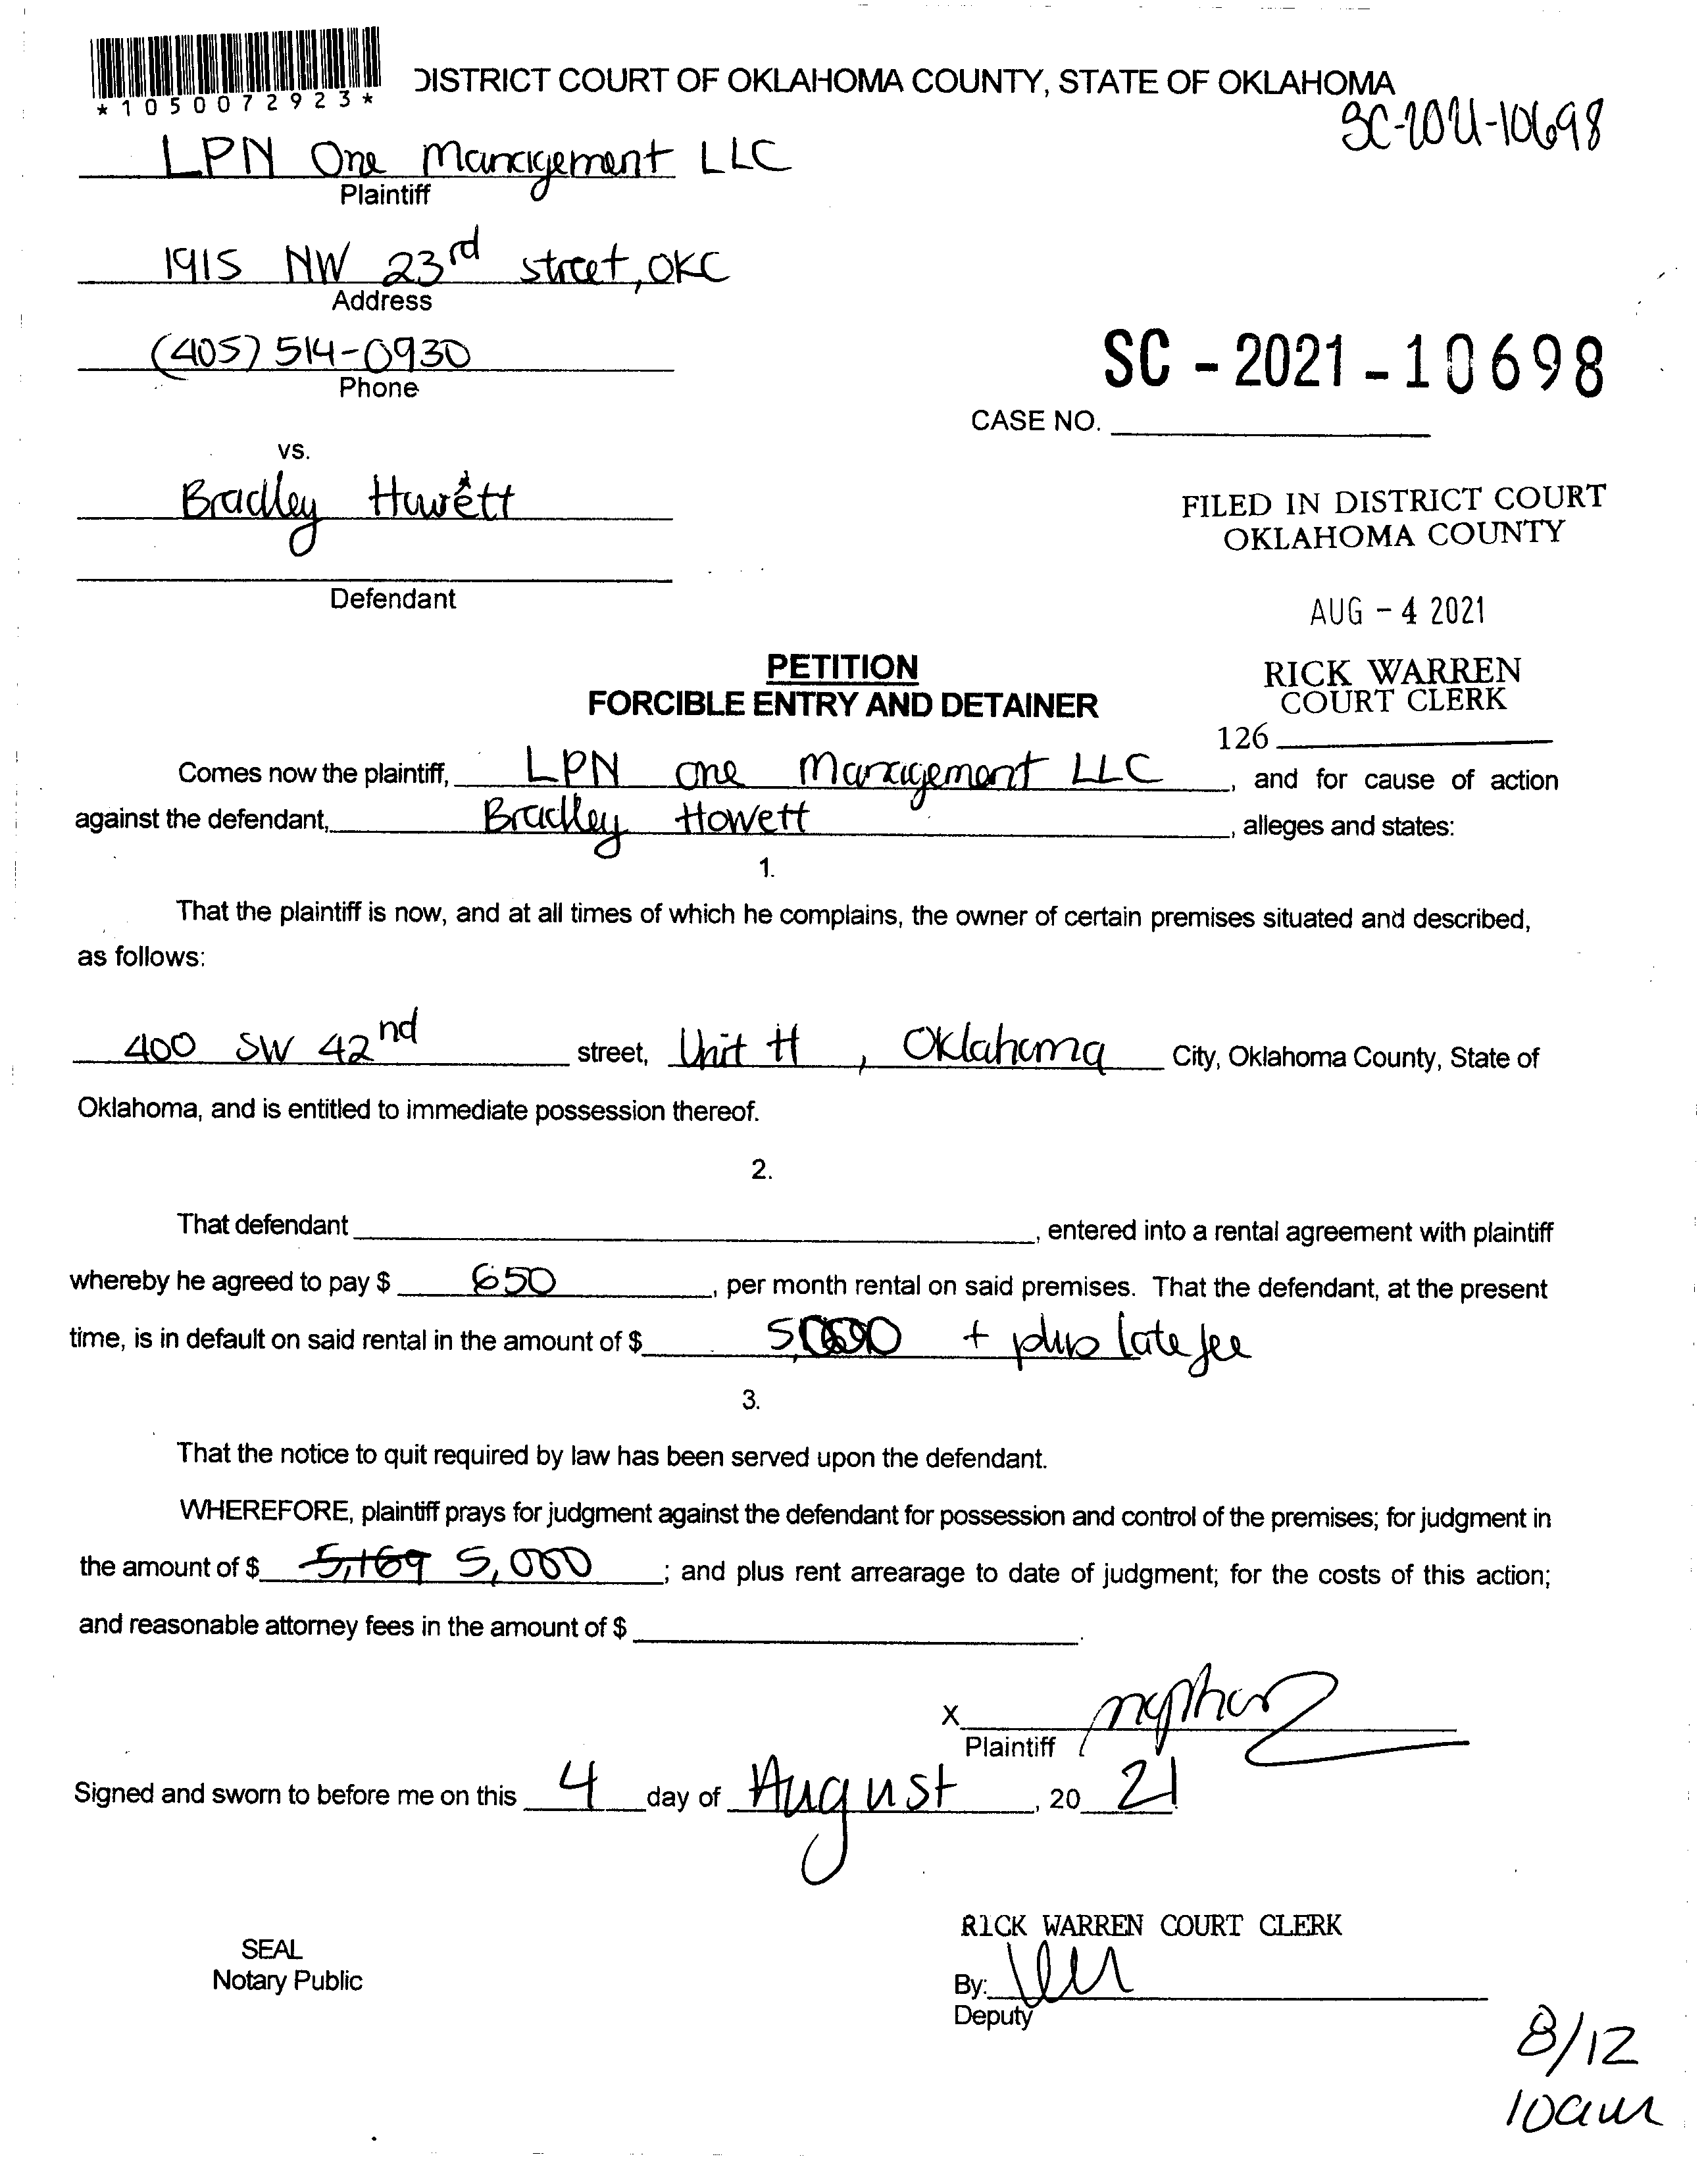 *1050072923*
DISTRICT COURT OF OKLAHOMA COUNTY, STATE OF OKLAHOMA
SC-2021-10698
LPN One Management LLC
Plaintiff
1915 NW 23rd street, OKC
Address
(405) 514-0930
Phone
SC - 2021 - 10698
CASE NO.
vs.
Bradley Howett
FILED IN DISTRICT COURT
OKLAHOMA COUNTY
Defendant
AUG - 4 2021
PETITION
FORCIBLE ENTRY AND DETAINER
RICK WARREN
COURT CLERK
126
Comes now the plaintiff, LPN one Management LLC, and for cause of action
against the defendant, Bradley Howett, alleges and states:
1.
That the plaintiff is now, and at all times of which he complains, the owner of certain premises situated and described,
as follows:
400 SW 42nd street, Unit H, Oklahoma City, Oklahoma County, State of
Oklahoma, and is entitled to immediate possession thereof.
2.
That defendant , entered into a rental agreement with plaintiff
whereby he agreed to pay $ 650, per month rental on said premises. That the defendant, at the present
time, is in default on said rental in the amount of $ + plus late fee
3.
That the notice to quit required by law has been served upon the defendant.
WHEREFORE, plaintiff prays for judgment against the defendant for possession and control of the premises; for judgment in
the amount of $ 5,169 5,000 ; and plus rent arrearage to date of judgment; for the costs of this action;
and reasonable attorney fees in the amount of $ .
X
Plaintiff
Signed and sworn to before me on this 4 day of August, 20 21
RICK WARREN COURT CLERK
SEAL
Notary Public
By:
Deputy
8/12
10am